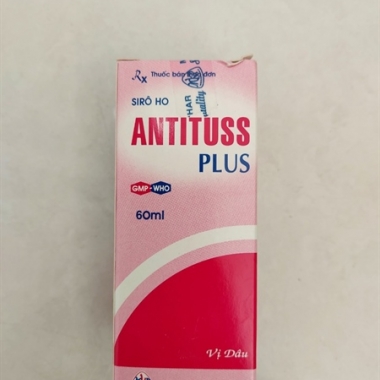 Rx Thuốc bán theo đơn
SIRÔ HO
ANTITUSS
PLUS
GMP-WHO
60ml
Vị Dâu